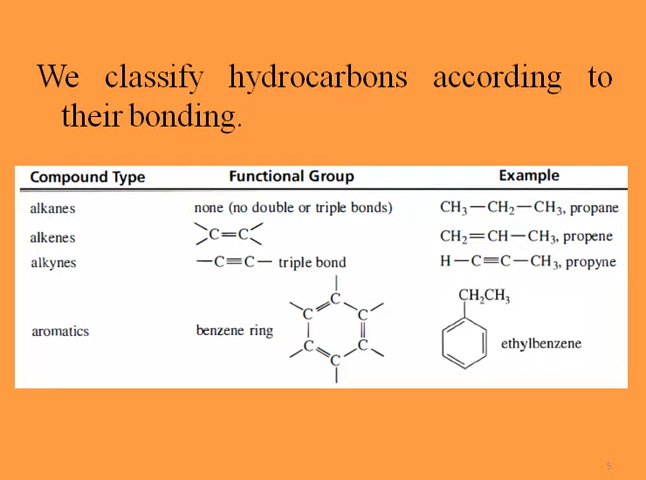 We classify hydrocarbons according to
their bonding.
Compound Type Functional Group Example
alkanes none (no double or triple bonds) CH₃—CH₂—CH₃, propane
alkenes >C=C< CH₂=CH—CH₃, propene
alkynes —C≡C— triple bond H—C≡C—CH₃, propyne
CH₂CH₃
C
C C
aromatics benzene ring ethylbenzene
C C
C
5